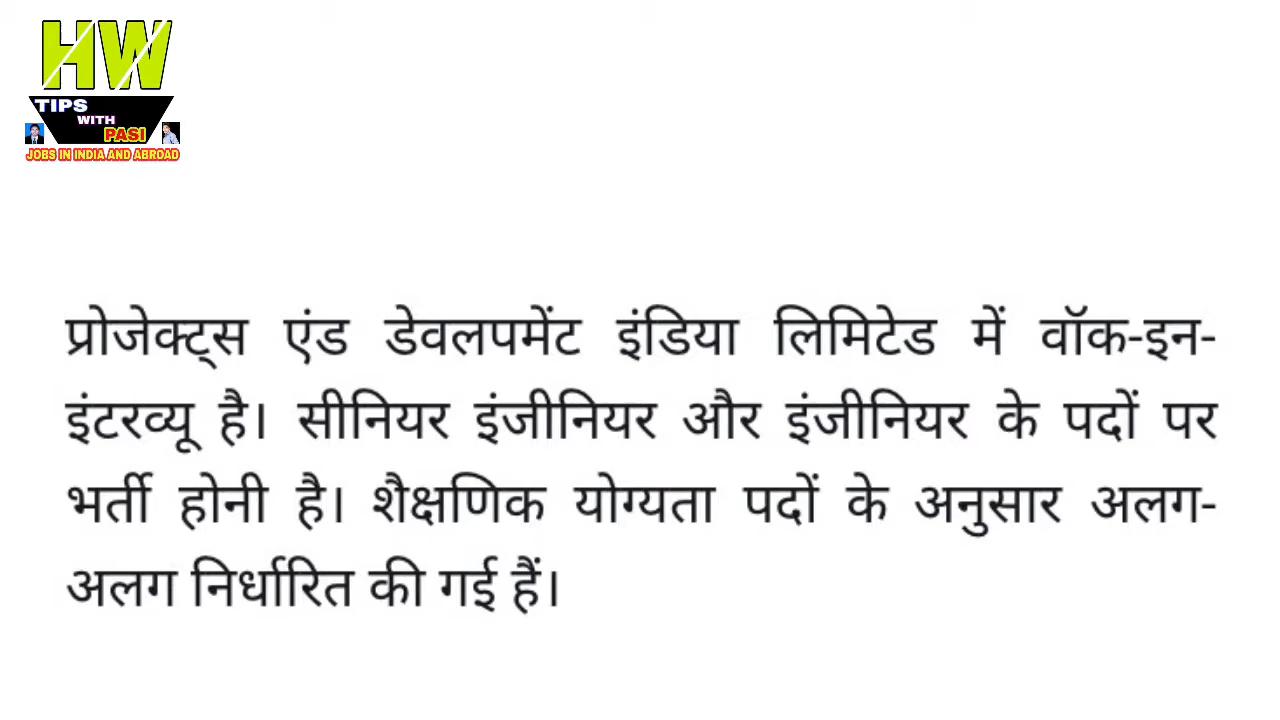 HW
TIPS
WITH
PASI
JOBS IN INDIA AND ABROAD
प्रोजेक्ट्स एंड डेवलपमेंट इंडिया लिमिटेड में वॉक-इन-
इंटरव्यू है। सीनियर इंजीनियर और इंजीनियर के पदों पर
भर्ती होनी है। शैक्षणिक योग्यता पदों के अनुसार अलग-
अलग निर्धारित की गई हैं।